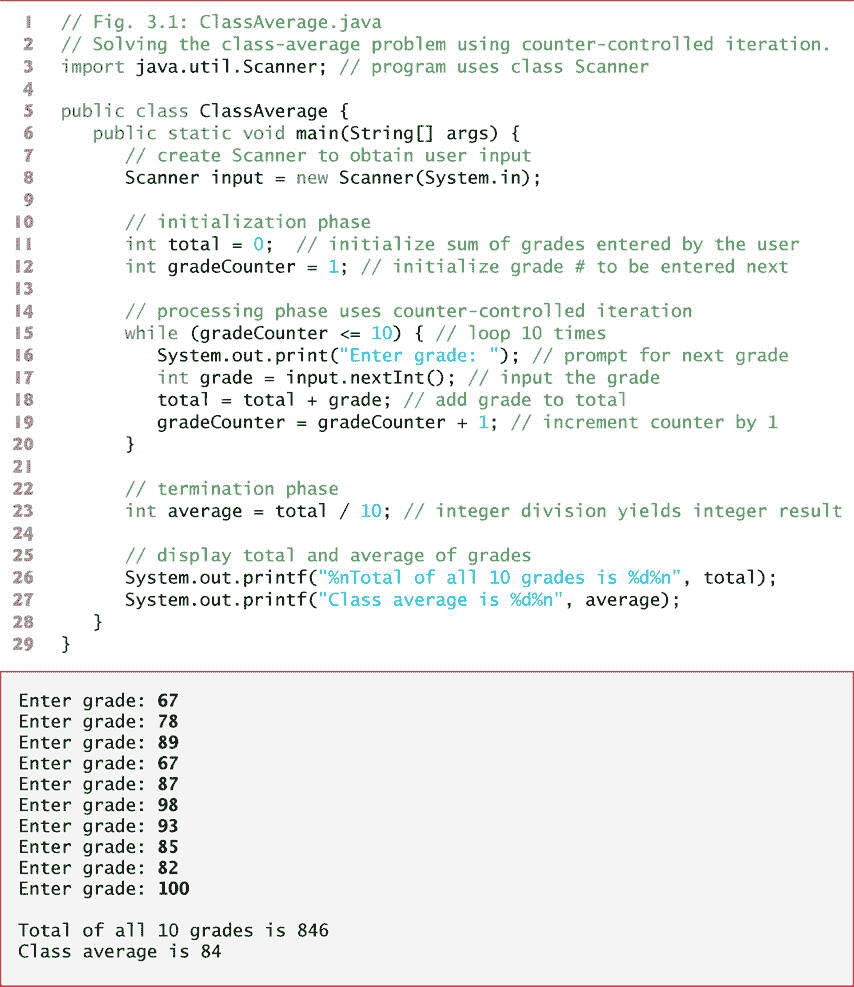 1 // Fig. 3.1: ClassAverage.java
2 // Solving the class-average problem using counter-controlled iteration.
3 import java.util.Scanner; // program uses class Scanner
4
5 public class ClassAverage {
6    public static void main(String[] args) {
7       // create Scanner to obtain user input
8       Scanner input = new Scanner(System.in);
9
10       // initialization phase
11       int total = 0;  // initialize sum of grades entered by the user
12       int gradeCounter = 1; // initialize grade # to be entered next
13
14       // processing phase uses counter-controlled iteration
15       while (gradeCounter <= 10) { // loop 10 times
16          System.out.print("Enter grade: "); // prompt for next grade
17          int grade = input.nextInt(); // input the grade
18          total = total + grade; // add grade to total
19          gradeCounter = gradeCounter + 1; // increment counter by 1
20       }
21
22       // termination phase
23       int average = total / 10; // integer division yields integer result
24
25       // display total and average of grades
26       System.out.printf("%nTotal of all 10 grades is %d%n", total);
27       System.out.printf("Class average is %d%n", average);
28    }
29 }
Enter grade: 67
Enter grade: 78
Enter grade: 89
Enter grade: 67
Enter grade: 87
Enter grade: 98
Enter grade: 93
Enter grade: 85
Enter grade: 82
Enter grade: 100
Total of all 10 grades is 846
Class average is 84